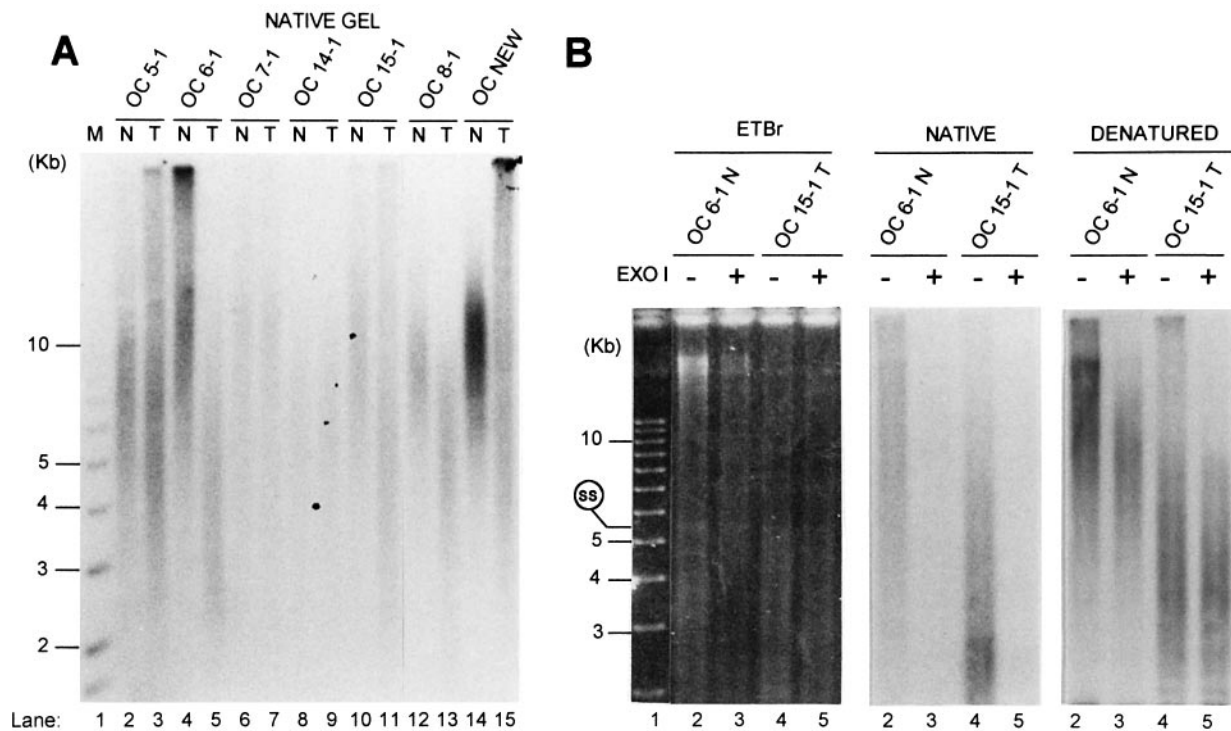 A
NATIVE GEL
OC 5-1 OC 6-1 OC 7-1 OC 14-1 OC 15-1 OC 8-1 OC NEW
M N T N T N T N T N T N T N T
(Kb)
10
5
4
3
2
Lane: 1 2 3 4 5 6 7 8 9 10 11 12 13 14 15
B
ETBr NATIVE DENATURED
OC 6-1 N OC 15-1 T OC 6-1 N OC 15-1 T OC 6-1 N OC 15-1 T
EXO I - + - + - + - + - + - +
(Kb)
10
ss
5
4
3
1 2 3 4 5 2 3 4 5 2 3 4 5